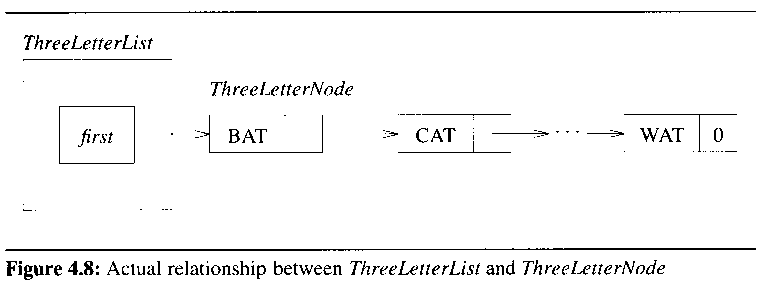 ThreeLetterList
ThreeLetterNode
first BAT CAT ··· WAT 0
Figure 4.8: Actual relationship between ThreeLetterList and ThreeLetterNode